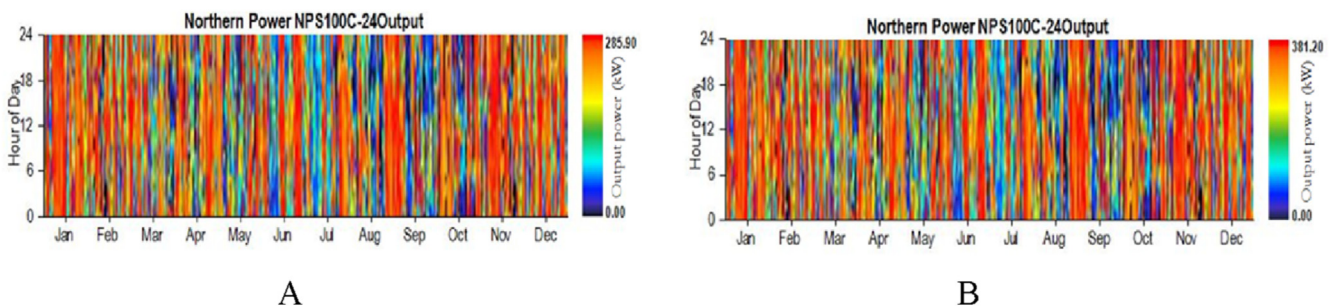 Northern Power NPS100C-24Output
24
18
12
6
0
Hour of Day
Jan Feb Mar Apr May Jun Jul Aug Sep Oct Nov Dec
285.90
Output power (kW)
0.00
A
Northern Power NPS100C-24Output
24
18
12
6
0
Hour of Day
Jan Feb Mar Apr May Jun Jul Aug Sep Oct Nov Dec
381.20
Output power (kW)
0.00
B